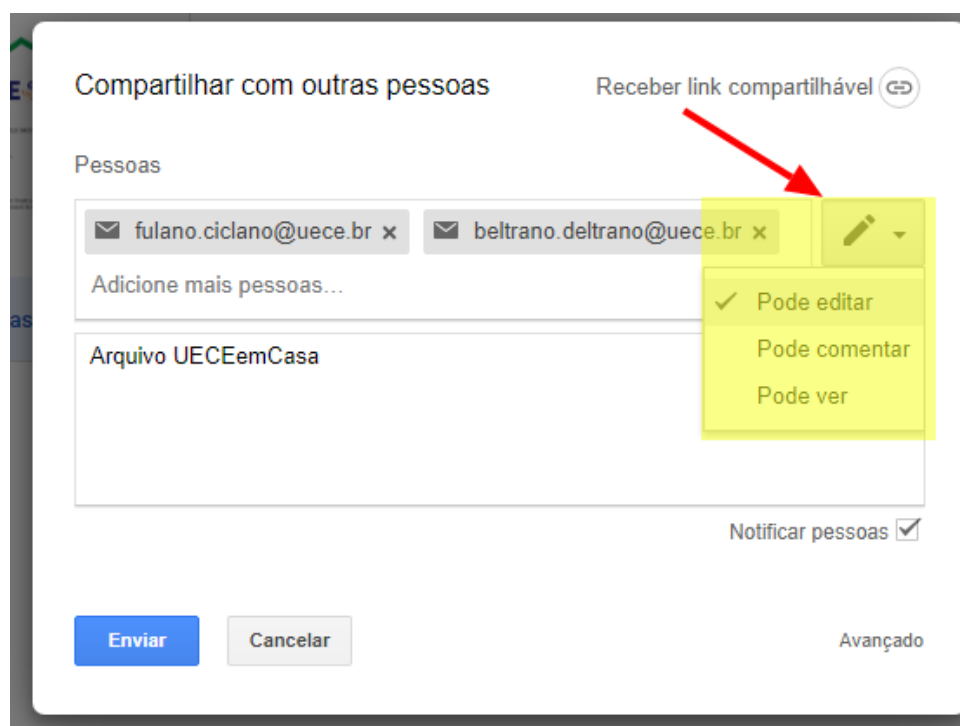 Compartilhar com outras pessoas
Receber link compartilhável
Pessoas
fulano.ciclano@uece.br x
beltrano.deltrano@uece.br x
Adicione mais pessoas...
Pode editar
Pode comentar
Pode ver
Arquivo UECEemCasa
Notificar pessoas
Enviar
Cancelar
Avançado